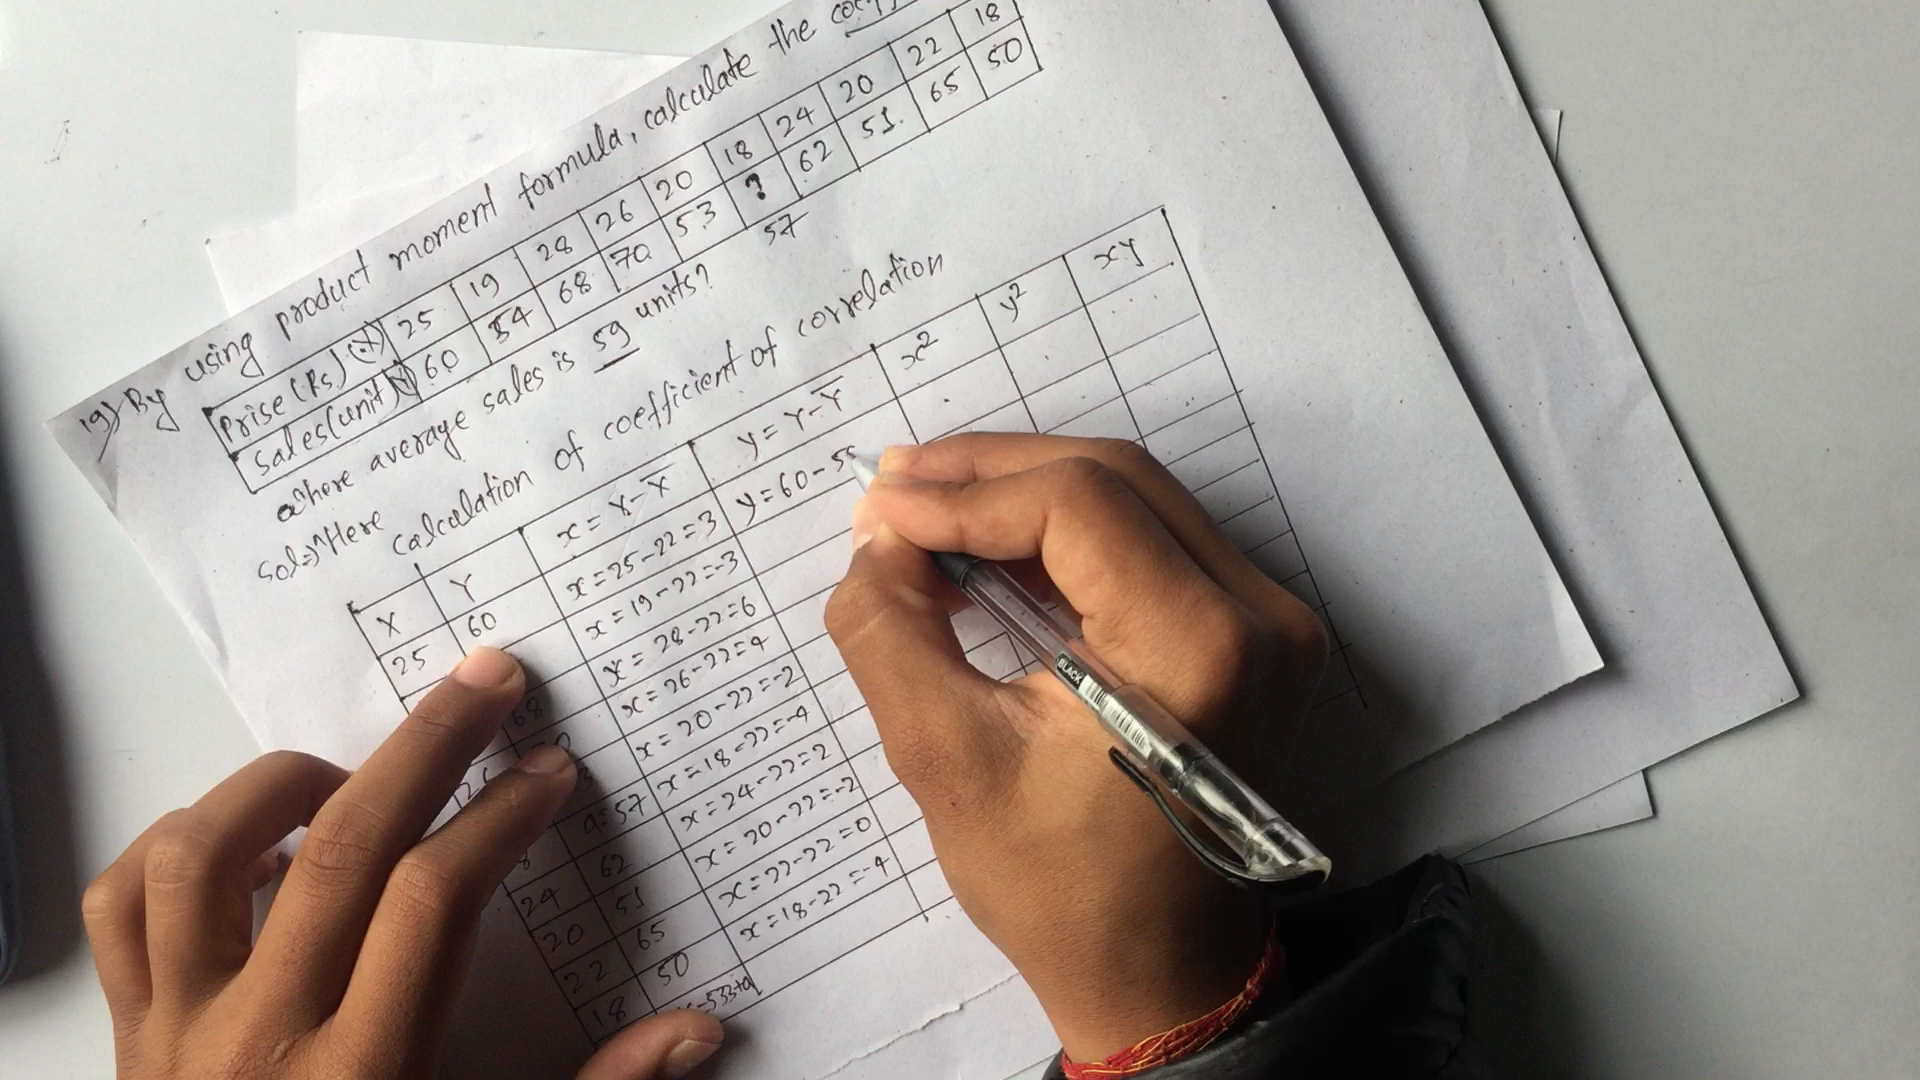 19) By using product moment formula, calculate the
Prise (Rs.) (X) 25 19 28 26 20 18 24 20 22 18
Sales (unit) (Y) 60 54 68 70 53 ? 62 51. 65 50
57
where average sales is 59 units?
Sol=> Here
calculation of coefficient of correlation
X Y x = X-X̅ y = Y-Y̅ x² y² xy
25 60 x = 25-22 = 3 y = 60-5
x = 19-22 = -3
68 x = 28-22 = 6
x = 26-22 = 4
x = 20-22 = -2
a = 57 x = 18-22 = -4
24 62 x = 24-22 = 2
20 51 x = 20-22 = -2
22 65 x = 22-22 = 0
18 50 x = 18-22 = -4
533+a
BLACK